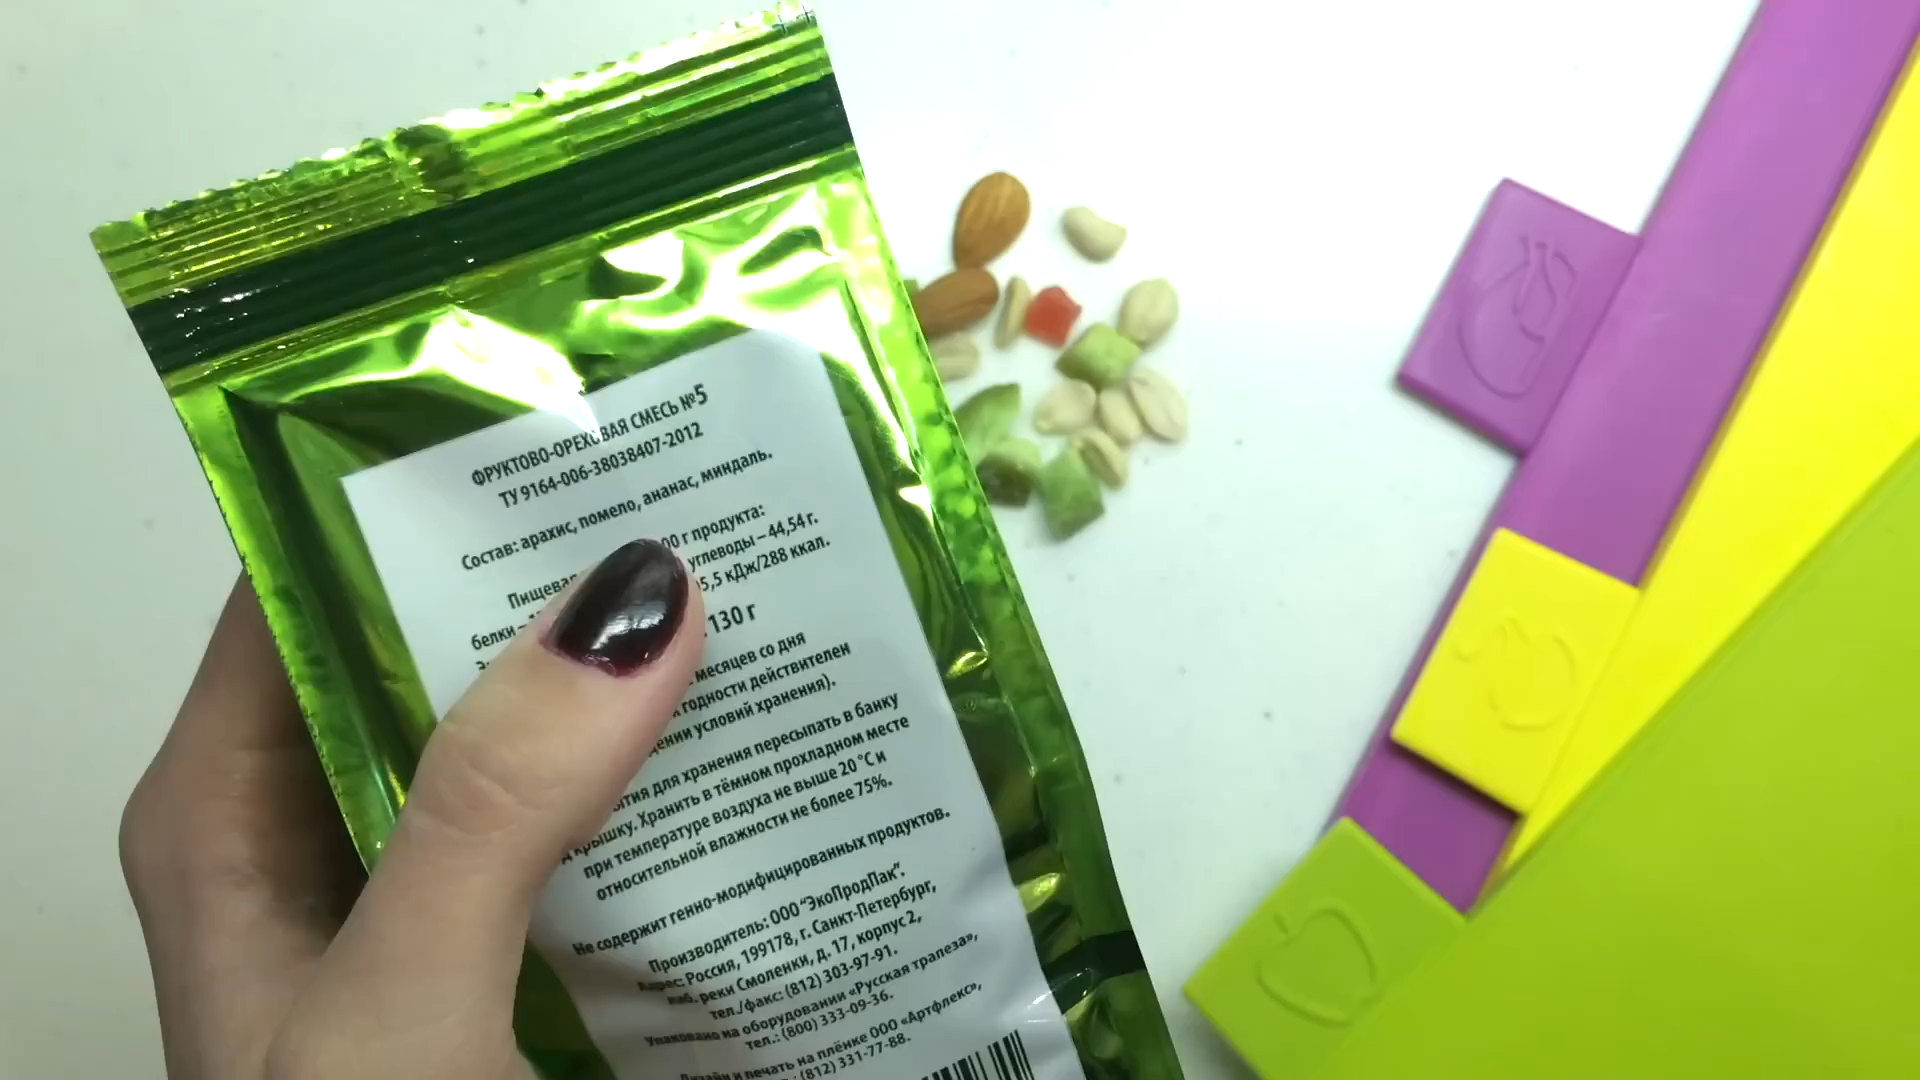 ФРУКТОВО-ОРЕХОВАЯ СМЕСЬ №5
ТУ 9164-006-38038407-2012
Состав: арахис, помело, ананас, миндаль.
00 г продукта:
белки – углеводы – 44,54 г.
5,5 кДж/288 ккал.
130 г
месяцев со дня
годности действителен
условий хранения).
для хранения пересыпать в банку
крышку. Хранить в тёмном прохладном месте
при температуре воздуха не выше 20 °С и
относительной влажности не более 75%.
Не содержит генно-модифицированных продуктов.
Производитель: ООО "ЭкоПродПак".
Адрес: Россия, 199178, г. Санкт-Петербург,
наб. реки Смоленки, д. 17, корпус 2,
тел./факс: (812) 303-97-91.
Упаковано на оборудовании «Русская трапеза»,
тел.: (800) 333-09-36.
Дизайн и печать на плёнке ООО «Артфлекс»,
(812) 331-77-88.